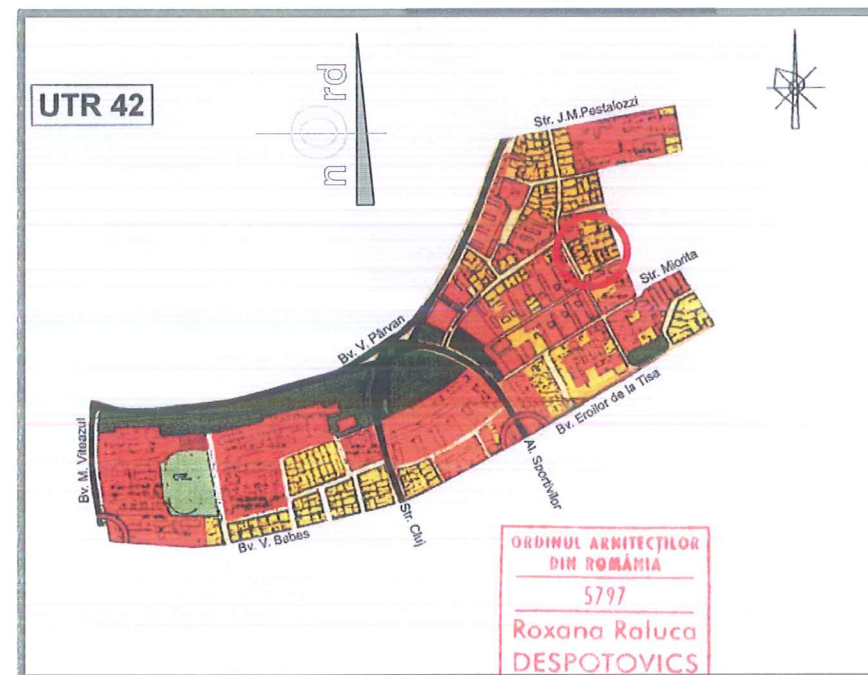 UTR 42
nOrd
Str. J.M.Pestalozzi
Str. Miorita
Bv. V. Pârvan
Bv. Eroilor de la Tisa
Al. Sportivilor
Bv. M. Viteazul
Str. Cluj
Bv. V. Babes
ORDINUL ARHITECȚILOR
DIN ROMÂNIA
5797
Roxana Raluca
DESPOTOVICS